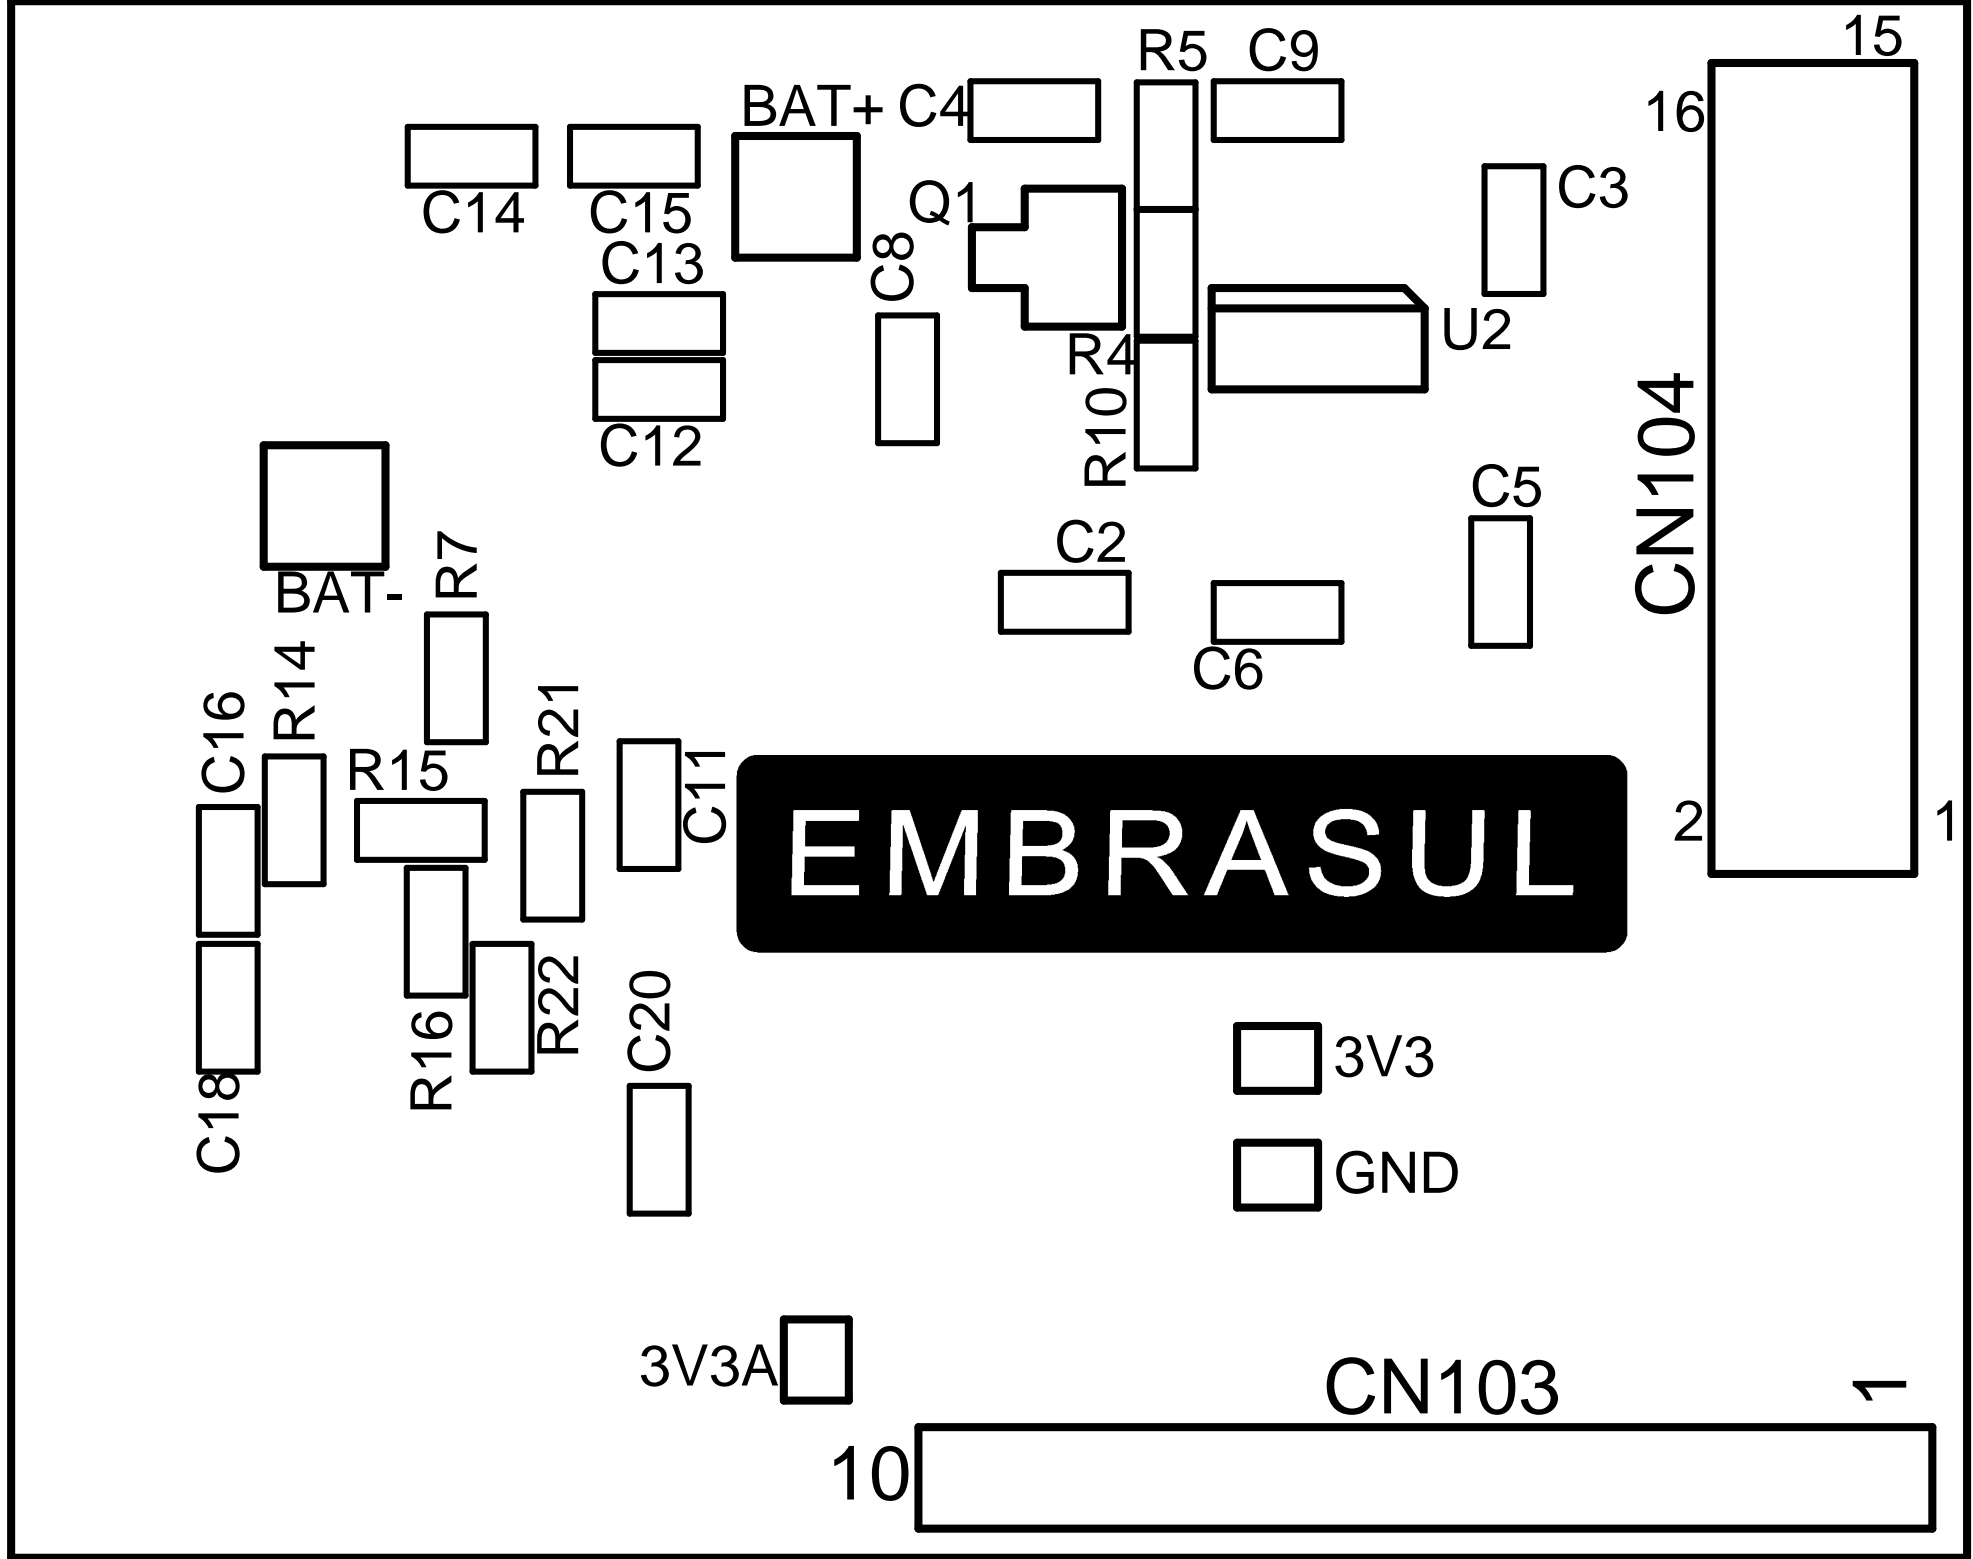 15
R5
C9
BAT+
C4
16
C14
C15
Q1
C3
C13
C8
U2
R4
C12
R10
CN104
C5
C2
BAT-
R7
C6
R14
C16
R21
R15
C11
EMBRASUL
2
1
R22
C20
R16
3V3
C18
GND
3V3A
CN103
1
10